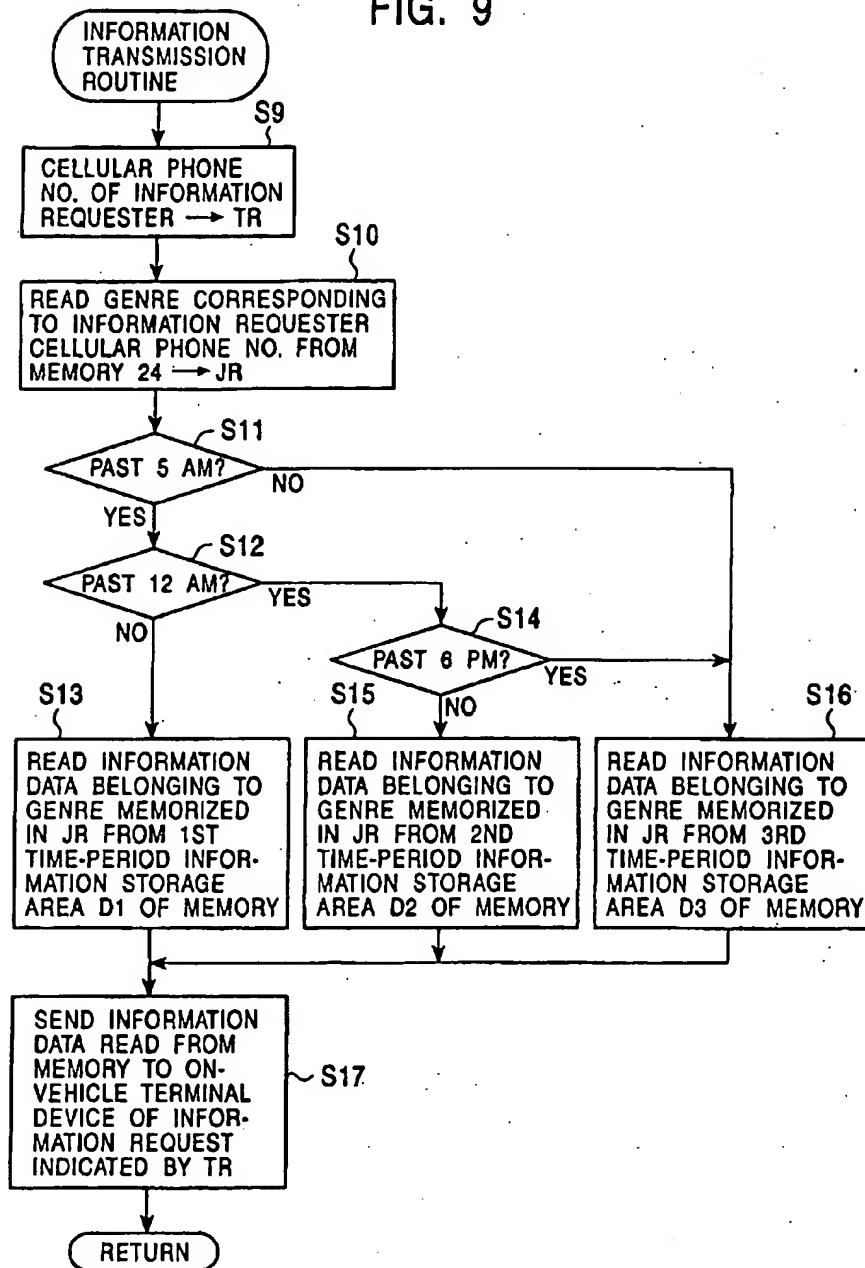 FIG. 9
INFORMATION
TRANSMISSION
ROUTINE
S9
CELLULAR PHONE
NO. OF INFORMATION
REQUESTER → TR
S10
READ GENRE CORRESPONDING
TO INFORMATION REQUESTER
CELLULAR PHONE NO. FROM
MEMORY 24 → JR
S11
PAST 5 AM?
NO
YES
S12
PAST 12 AM?
YES
NO
S14
PAST 6 PM?
YES
NO
S13
READ INFORMATION
DATA BELONGING TO
GENRE MEMORIZED
IN JR FROM 1ST
TIME-PERIOD INFOR-
MATION STORAGE
AREA D1 OF MEMORY
S15
READ INFORMATION
DATA BELONGING TO
GENRE MEMORIZED
IN JR FROM 2ND
TIME-PERIOD INFOR-
MATION STORAGE
AREA D2 OF MEMORY
S16
READ INFORMATION
DATA BELONGING TO
GENRE MEMORIZED
IN JR FROM 3RD
TIME-PERIOD INFOR-
MATION STORAGE
AREA D3 OF MEMORY
SEND INFORMATION
DATA READ FROM
MEMORY TO ON-
VEHICLE TERMINAL
DEVICE OF INFOR-
MATION REQUEST
INDICATED BY TR
S17
RETURN